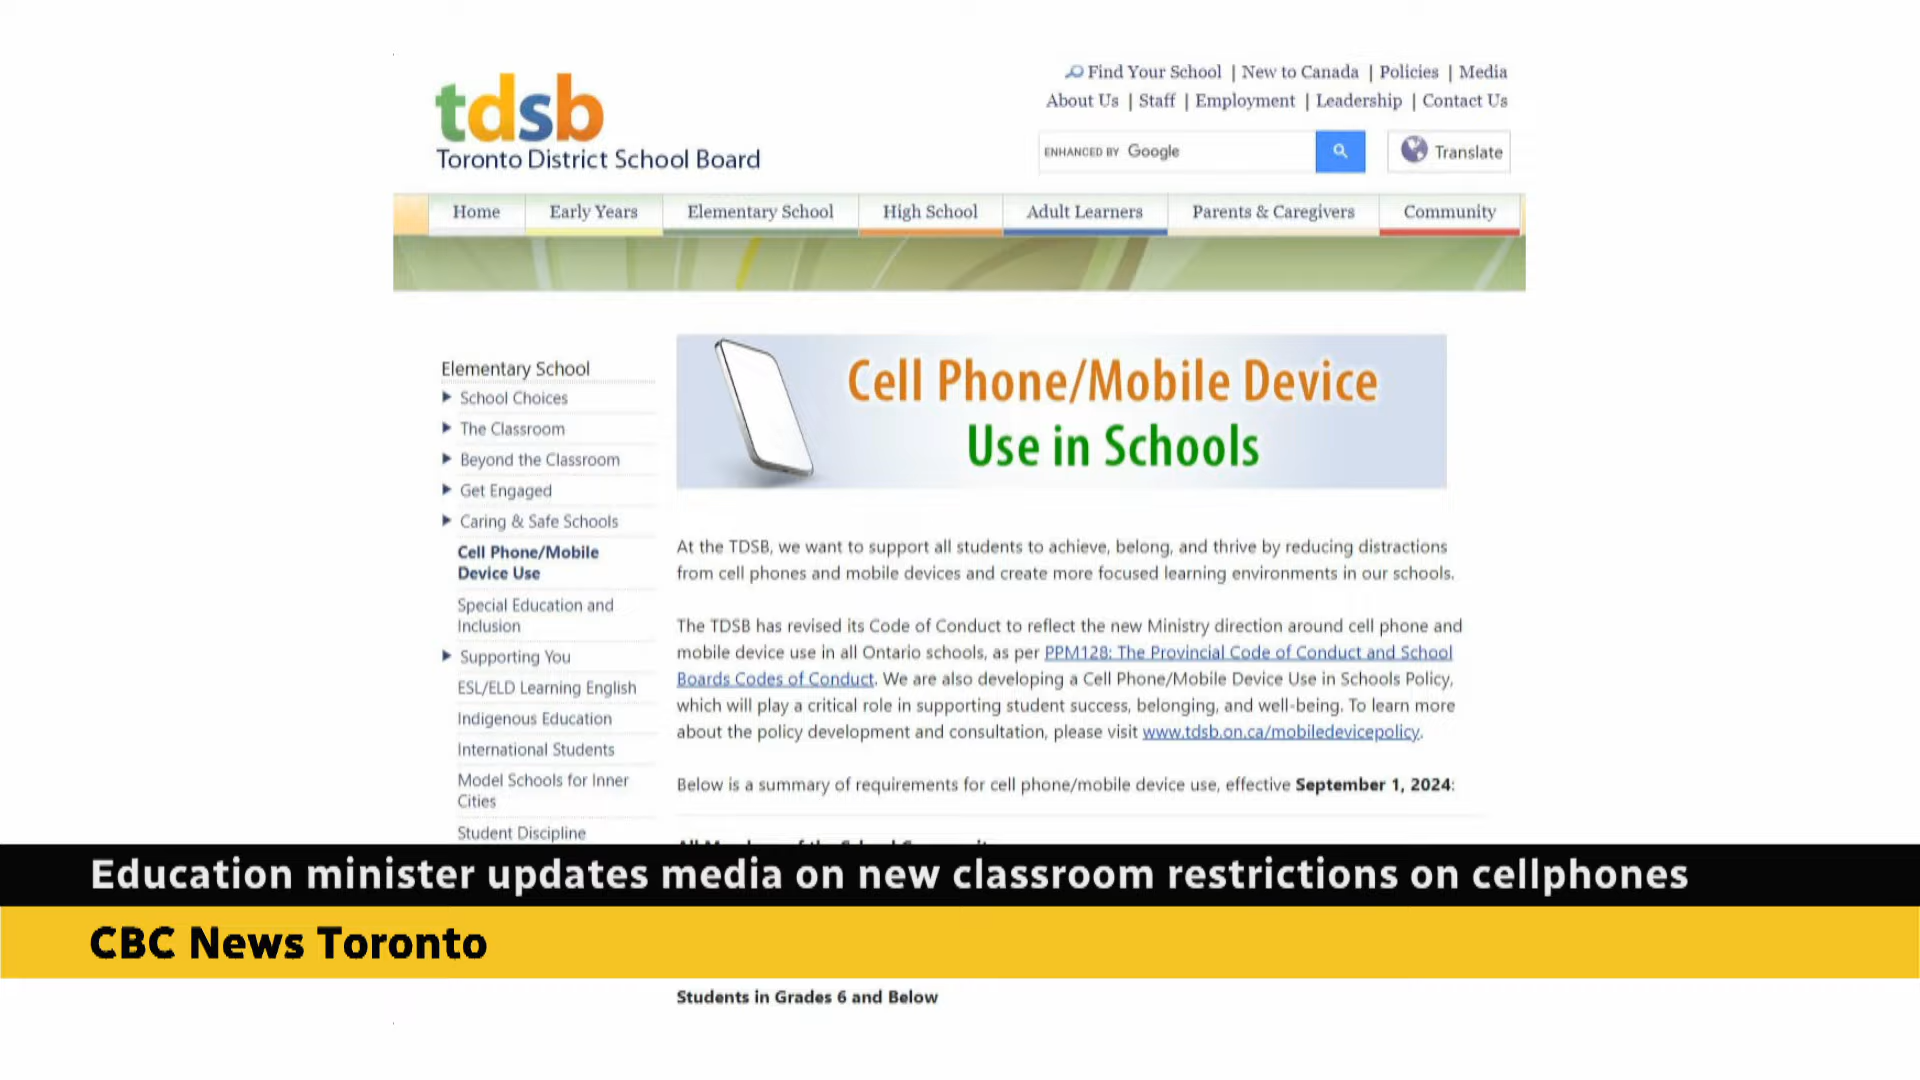 tdsb
Toronto District School Board
Find Your School | New to Canada | Policies | Media
About Us | Staff | Employment | Leadership | Contact Us
ENHANCED BY Google
Translate
Home Early Years Elementary School High School Adult Learners Parents & Caregivers Community
Cell Phone/Mobile Device
Use in Schools
Elementary School
School Choices
The Classroom
Beyond the Classroom
Get Engaged
Caring & Safe Schools
Cell Phone/Mobile
Device Use
Special Education and
Inclusion
Supporting You
ESL/ELD Learning English
Indigenous Education
International Students
Model Schools for Inner
Cities
Student Discipline
At the TDSB, we want to support all students to achieve, belong, and thrive by reducing distractions
from cell phones and mobile devices and create more focused learning environments in our schools.
The TDSB has revised its Code of Conduct to reflect the new Ministry direction around cell phone and
mobile device use in all Ontario schools, as per PPM128: The Provincial Code of Conduct and School
Boards Codes of Conduct. We are also developing a Cell Phone/Mobile Device Use in Schools Policy,
which will play a critical role in supporting student success, belonging, and well-being. To learn more
about the policy development and consultation, please visit www.tdsb.on.ca/mobiledevicepolicy.
Below is a summary of requirements for cell phone/mobile device use, effective September 1, 2024:
Education minister updates media on new classroom restrictions on cellphones
CBC News Toronto
Students in Grades 6 and Below